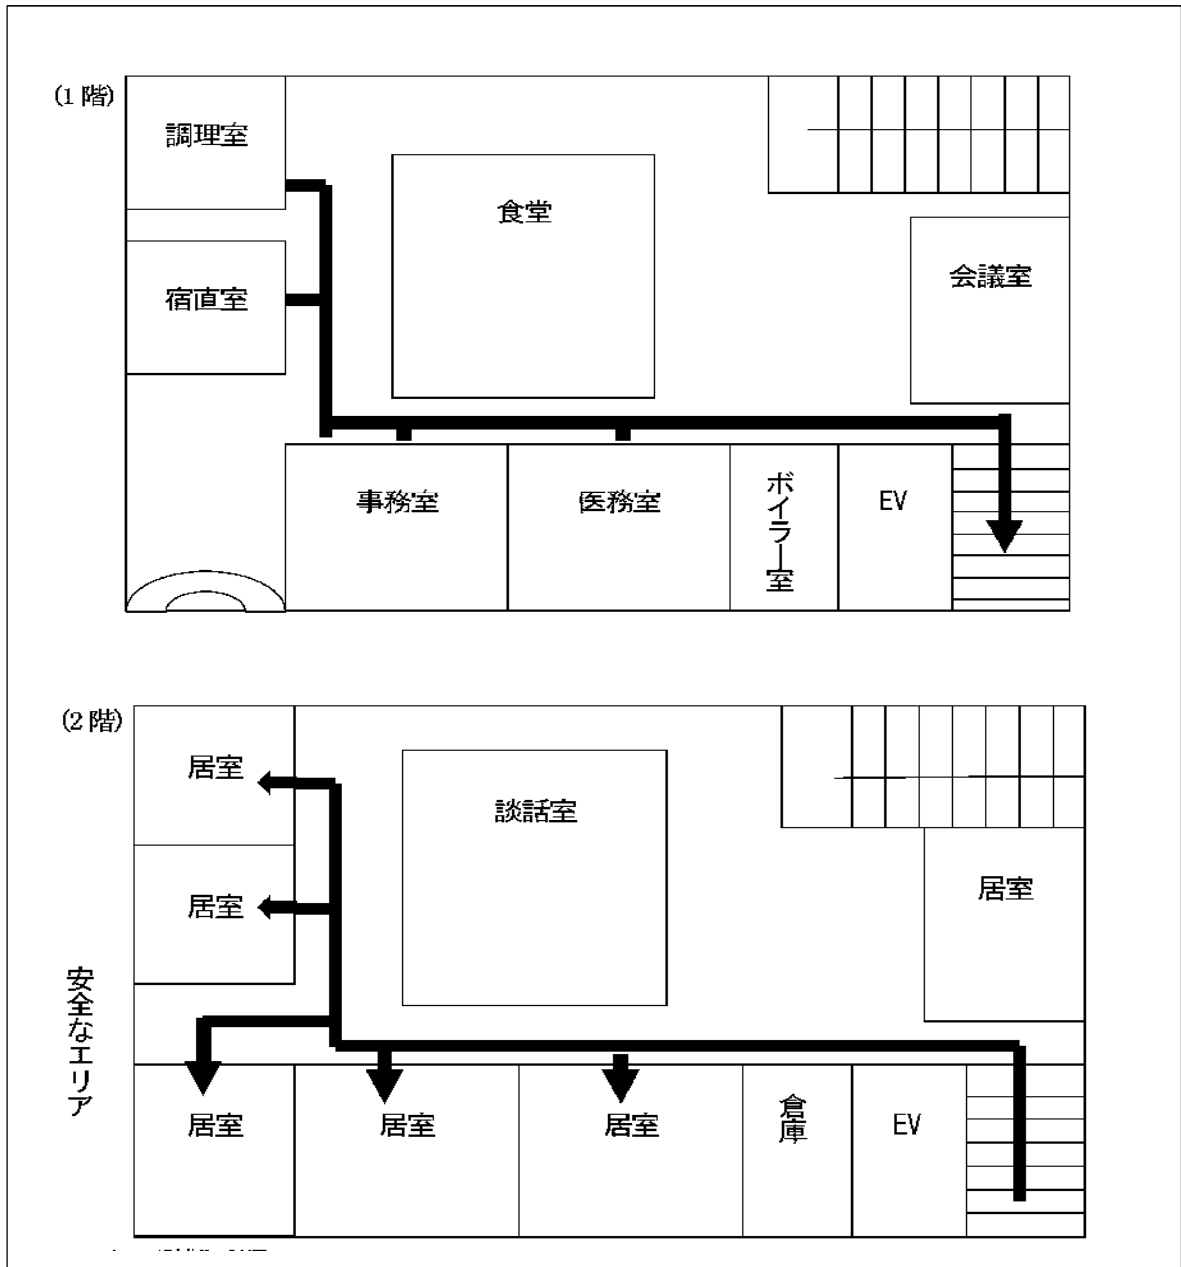 (1 階)
調理室
食堂
会議室
宿直室
事務室
医務室
ボイラー室
EV
(2 階)
居室
談話室
居室
居室
安全なエリア
居室
居室
居室
倉庫
EV